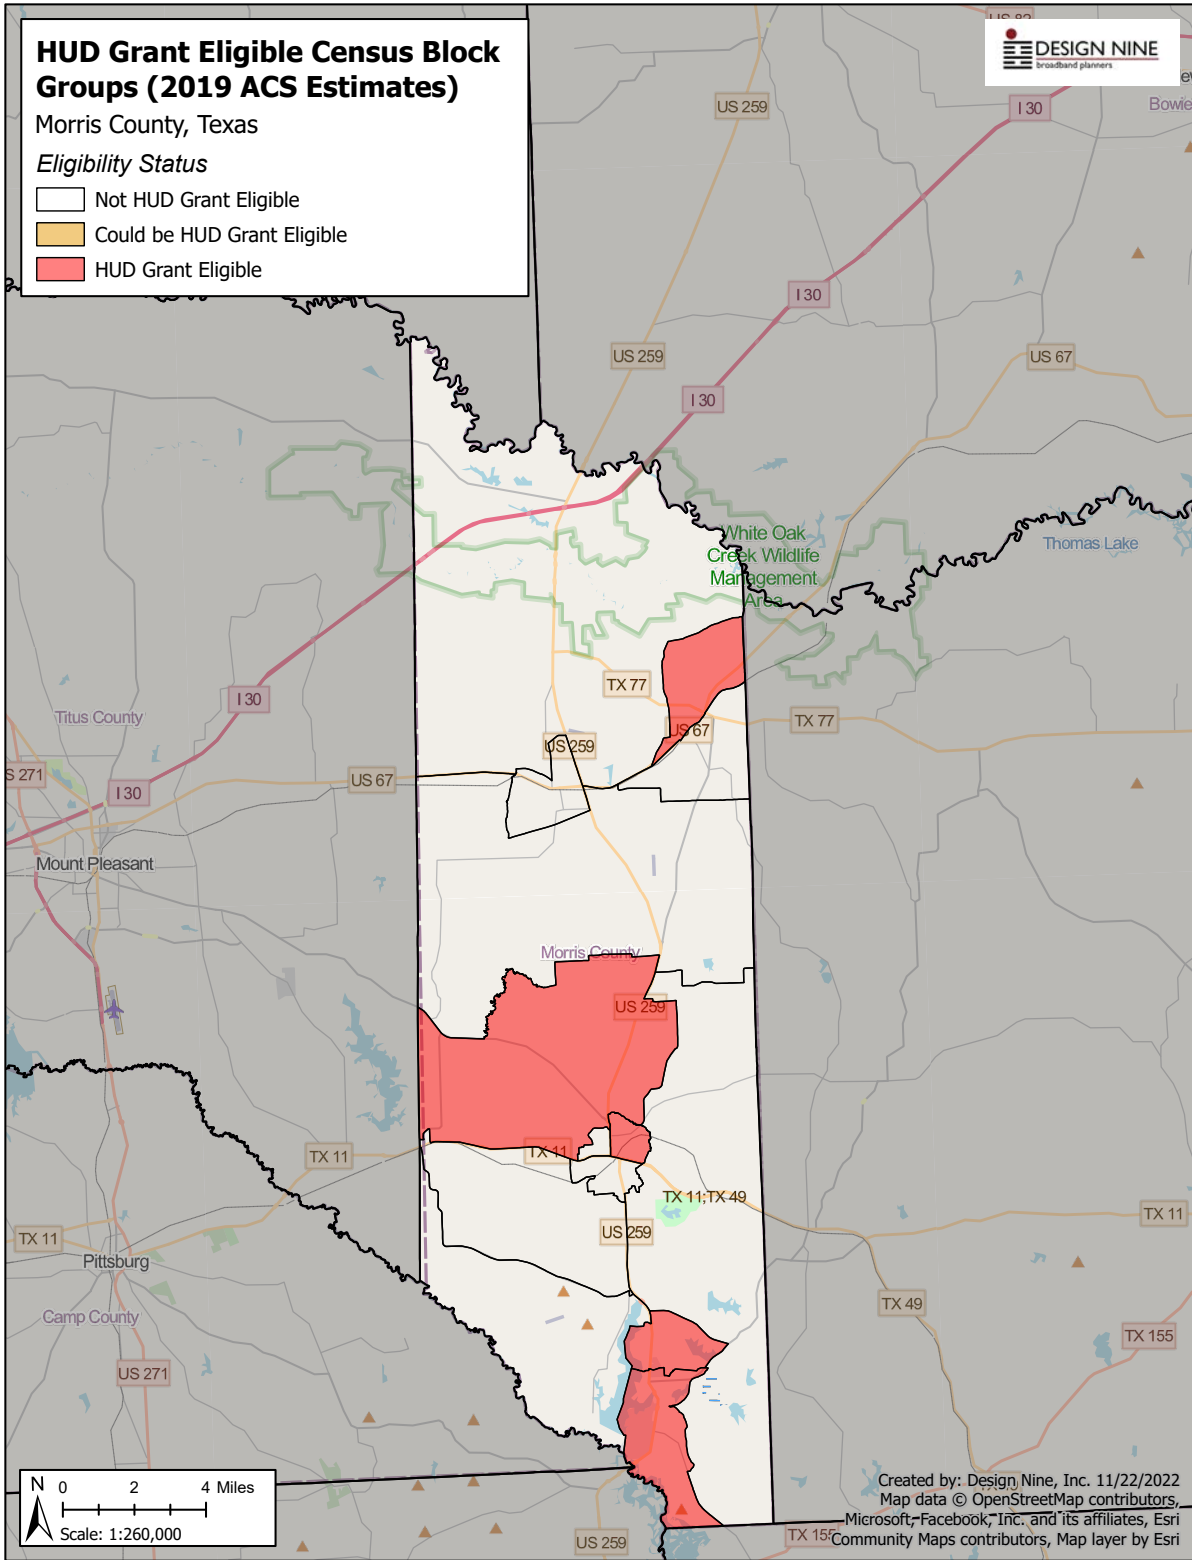 HUD Grant Eligible Census Block
Groups (2019 ACS Estimates)
Morris County, Texas
Eligibility Status
Not HUD Grant Eligible
Could be HUD Grant Eligible
HUD Grant Eligible
DESIGN NINE
broadband planners
US 82
US 259
I 30
Bowie
I 30
US 259
US 67
I 30
White Oak
Creek Wildlife
Management
Area
Thomas Lake
TX 77
I 30
Titus County
TX 77
US 67
US 259
S 271
US 67
I 30
Mount Pleasant
Morris County
US 259
TX 11
TX 11
TX 11;TX 49
TX 11
TX 11
US 259
Pittsburg
TX 49
Camp County
TX 155
US 271
N 0 2 4 Miles
Scale: 1:260,000
US 259
TX 155
Created by: Design Nine, Inc. 11/22/2022
Map data © OpenStreetMap contributors,
Microsoft, Facebook, Inc. and its affiliates, Esri
Community Maps contributors, Map layer by Esri